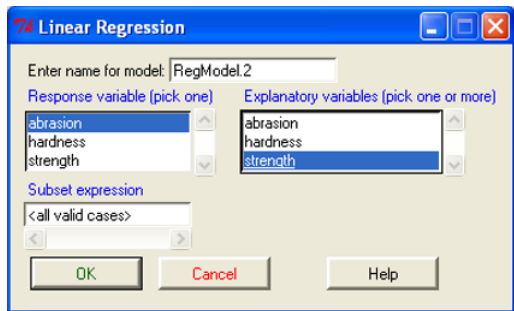 Linear Regression
Enter name for model: RegModel.2
Response variable (pick one) Explanatory variables (pick one or more)
abrasion abrasion
hardness hardness
strength strength
Subset expression
<all valid cases>
OK Cancel Help